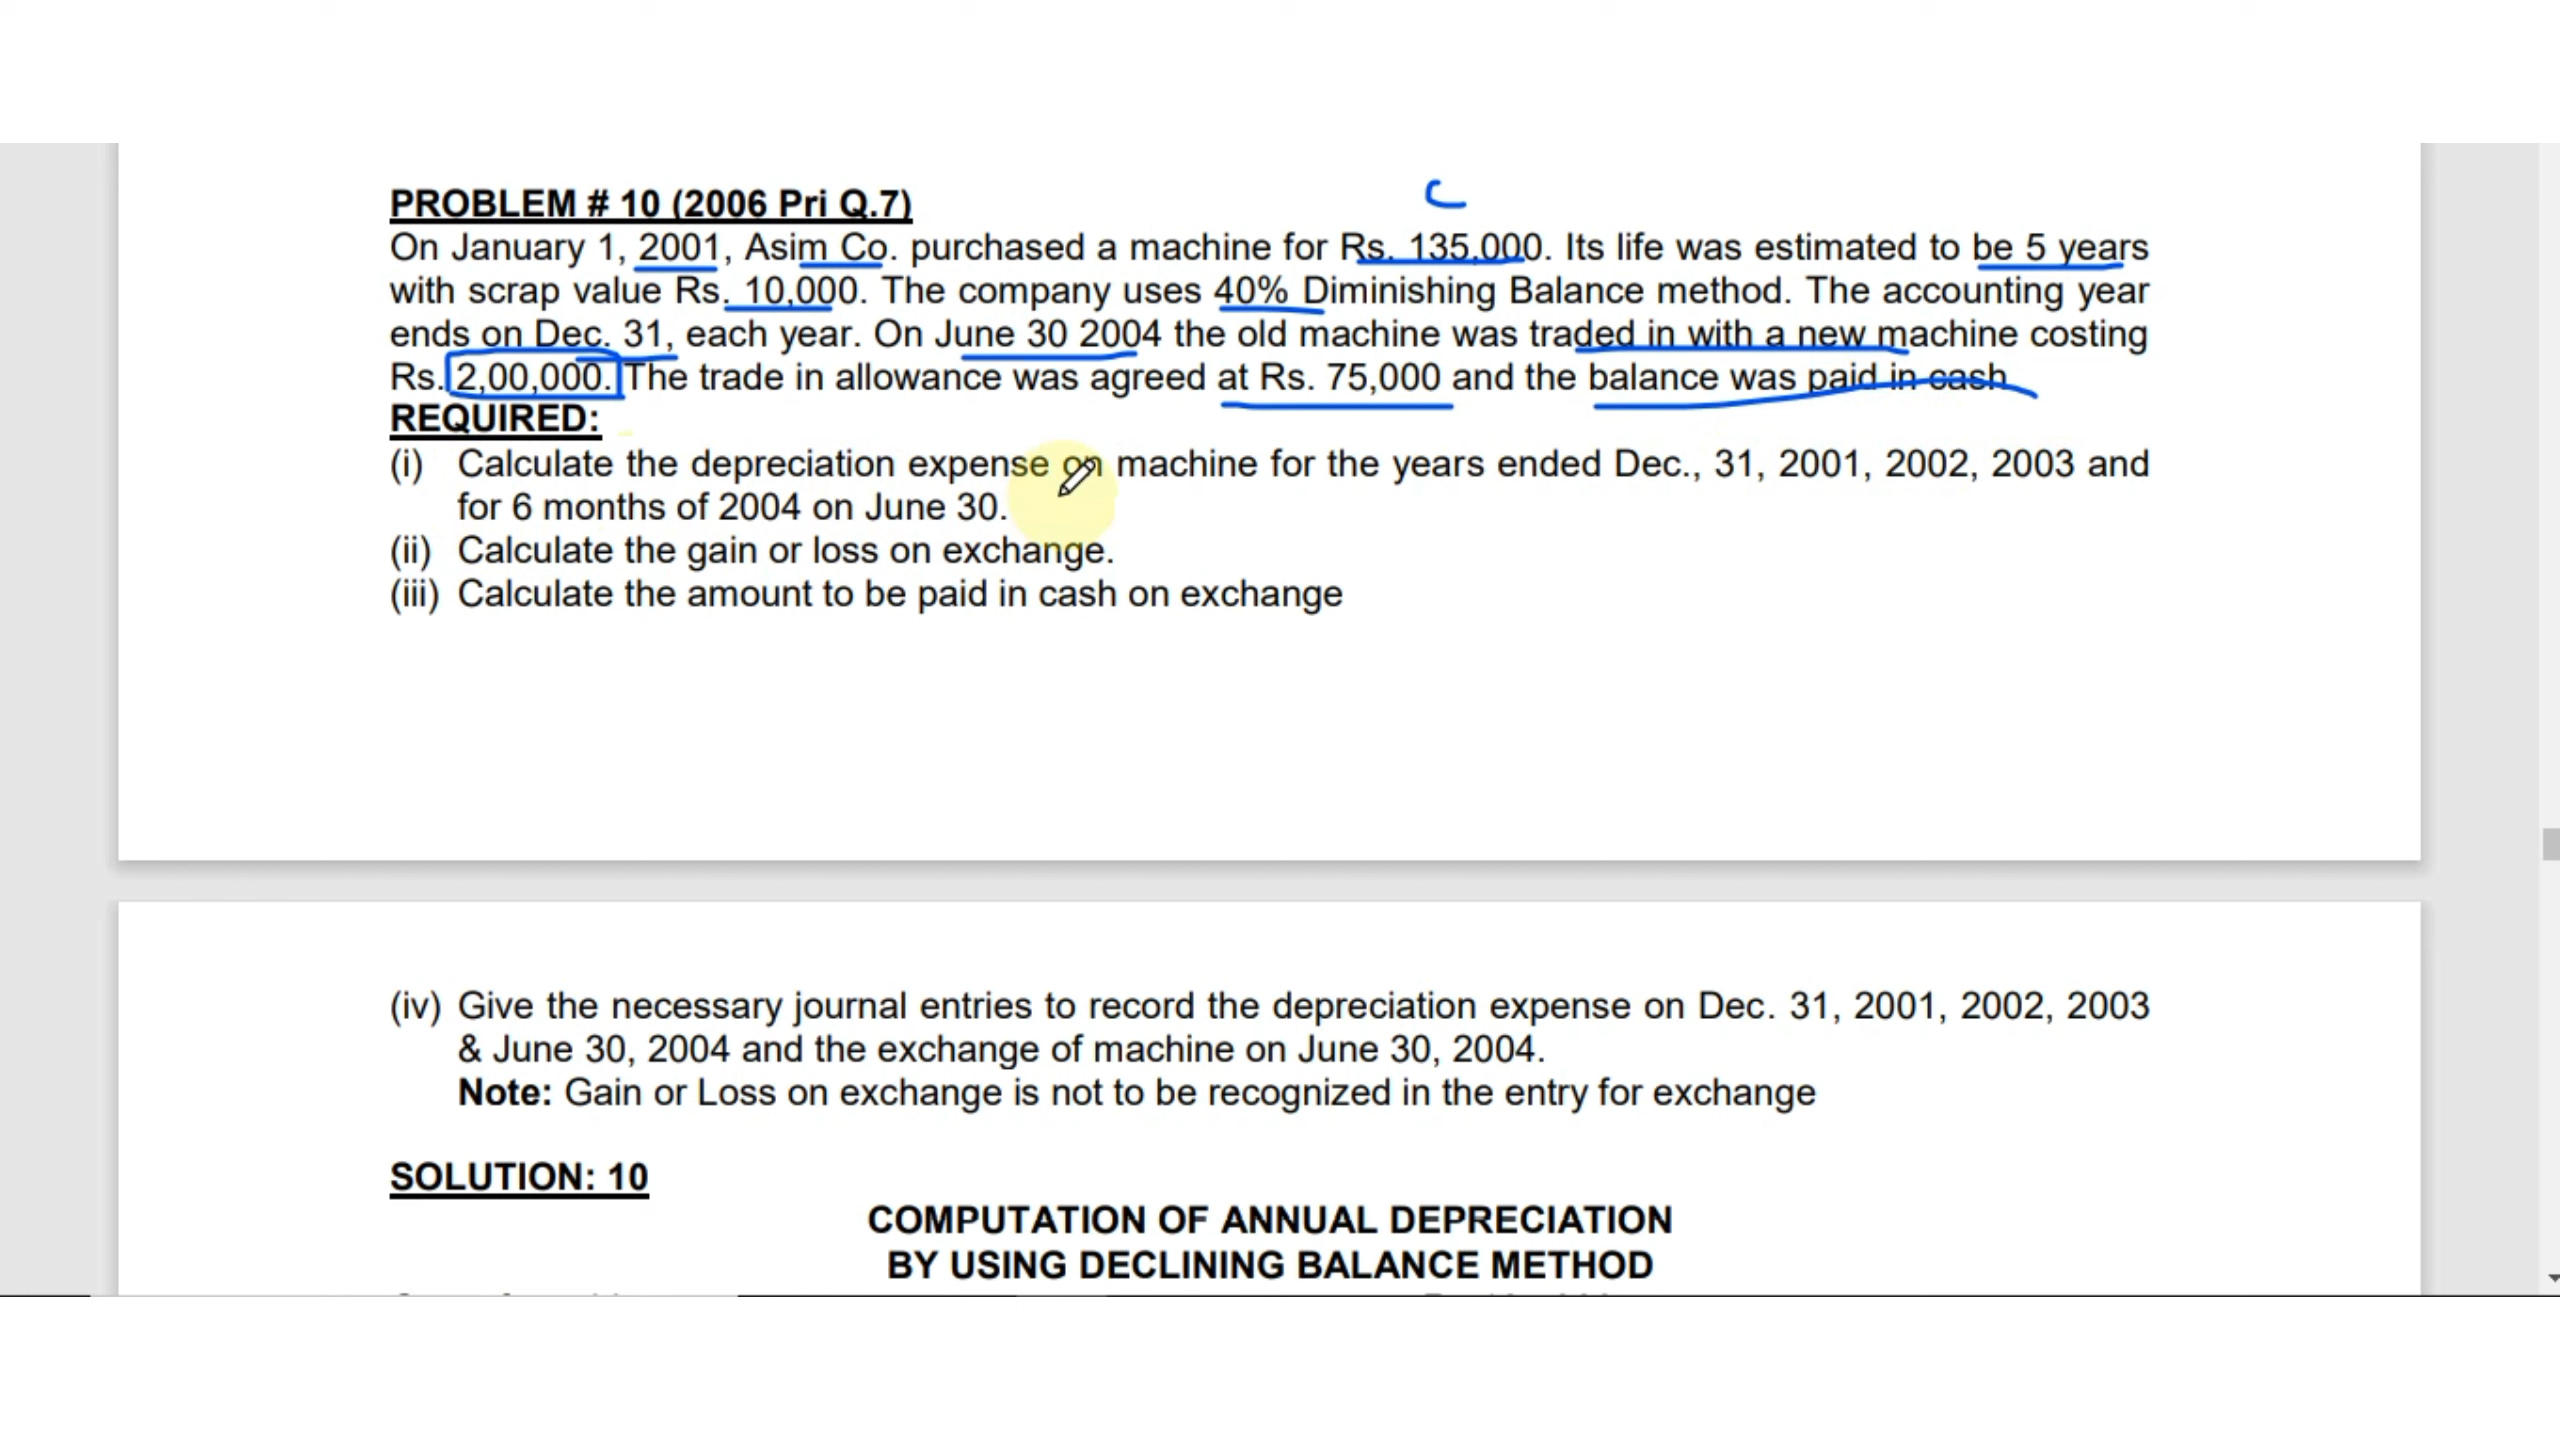 C
PROBLEM # 10 (2006 Pri Q.7)
On January 1, 2001, Asim Co. purchased a machine for Rs. 135,000. Its life was estimated to be 5 years
with scrap value Rs. 10,000. The company uses 40% Diminishing Balance method. The accounting year
ends on Dec. 31, each year. On June 30 2004 the old machine was traded in with a new machine costing
Rs. 2,00,000. The trade in allowance was agreed at Rs. 75,000 and the balance was paid in cash
REQUIRED:
(i) Calculate the depreciation expense on machine for the years ended Dec., 31, 2001, 2002, 2003 and
for 6 months of 2004 on June 30.
(ii) Calculate the gain or loss on exchange.
(iii) Calculate the amount to be paid in cash on exchange
(iv) Give the necessary journal entries to record the depreciation expense on Dec. 31, 2001, 2002, 2003
& June 30, 2004 and the exchange of machine on June 30, 2004.
Note: Gain or Loss on exchange is not to be recognized in the entry for exchange
SOLUTION: 10
COMPUTATION OF ANNUAL DEPRECIATION
BY USING DECLINING BALANCE METHOD